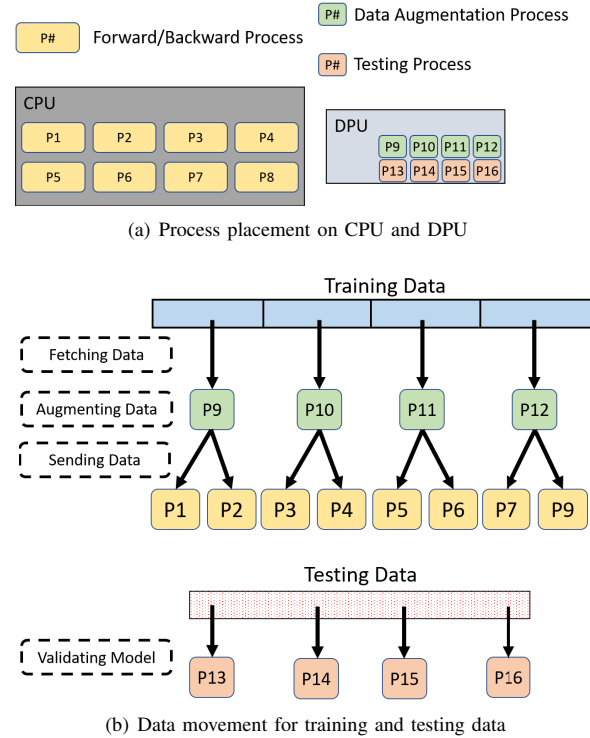 P# Forward/Backward Process
P# Data Augmentation Process
P# Testing Process
CPU
P1 P2 P3 P4
P5 P6 P7 P8
DPU
P9 P10 P11 P12
P13 P14 P15 P16
(a) Process placement on CPU and DPU
Training Data
Fetching Data
Augmenting Data P9 P10 P11 P12
Sending Data
P1 P2 P3 P4 P5 P6 P7 P9
Testing Data
Validating Model P13 P14 P15 P16
(b) Data movement for training and testing data